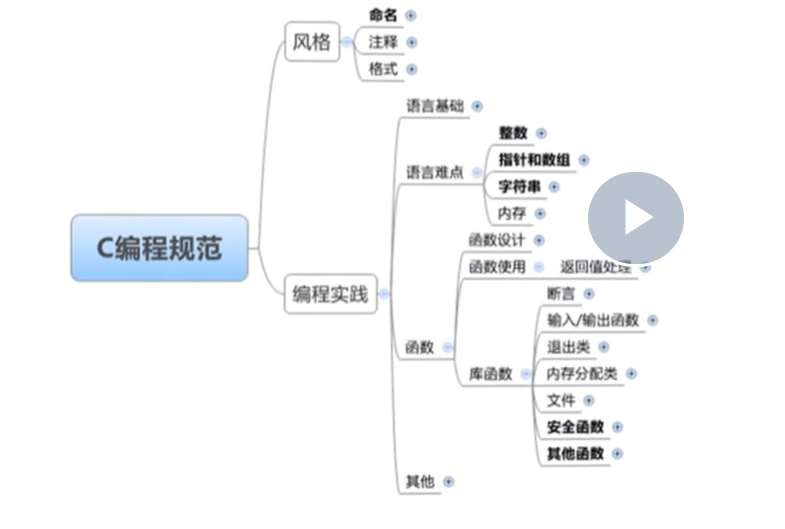 C编程规范
风格
命名
注释
格式
编程实践
语言基础
语言难点
整数
指针和数组
字符串
内存
函数
函数设计
函数使用
返回值处理
库函数
断言
输入/输出函数
退出类
内存分配类
文件
安全函数
其他函数
其他